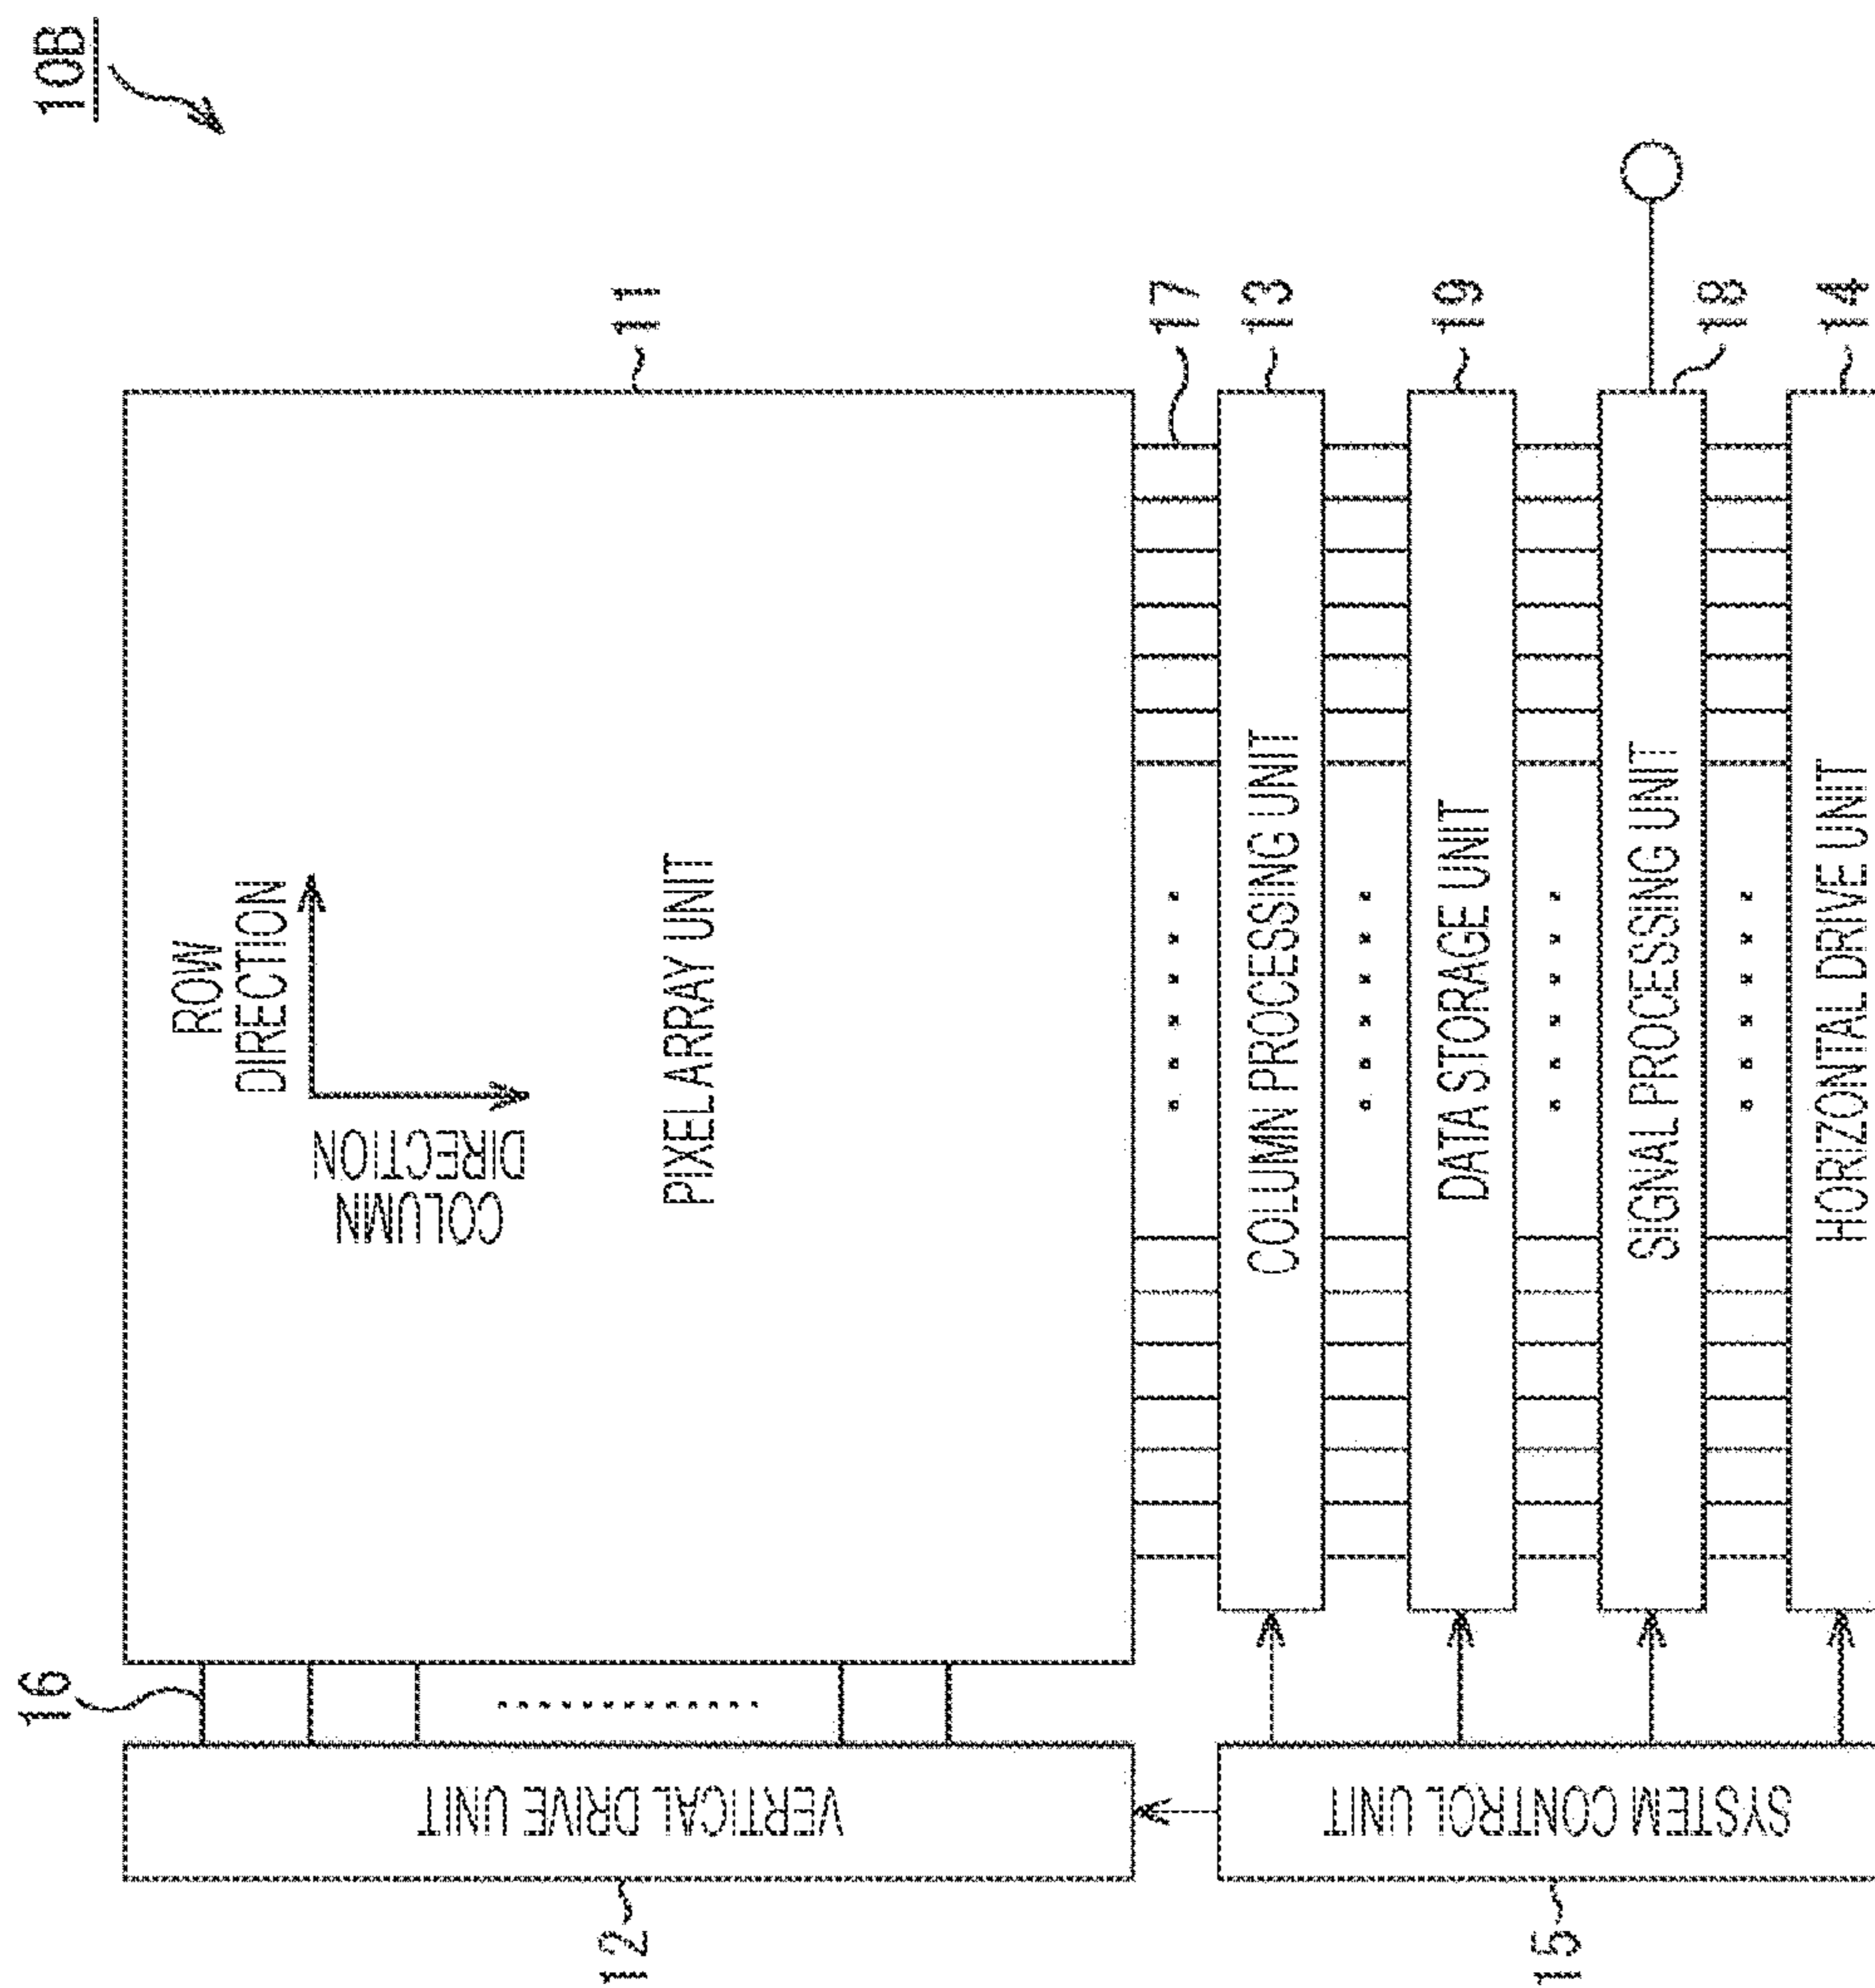 10B
ROW
DIRECTION
COLUMN
DIRECTION
PIXEL ARRAY UNIT
11
16
VERTICAL DRIVE UNIT
12
17
COLUMN PROCESSING UNIT
13
DATA STORAGE UNIT
19
SIGNAL PROCESSING UNIT
18
HORIZONTAL DRIVE UNIT
14
SYSTEM CONTROL UNIT
15